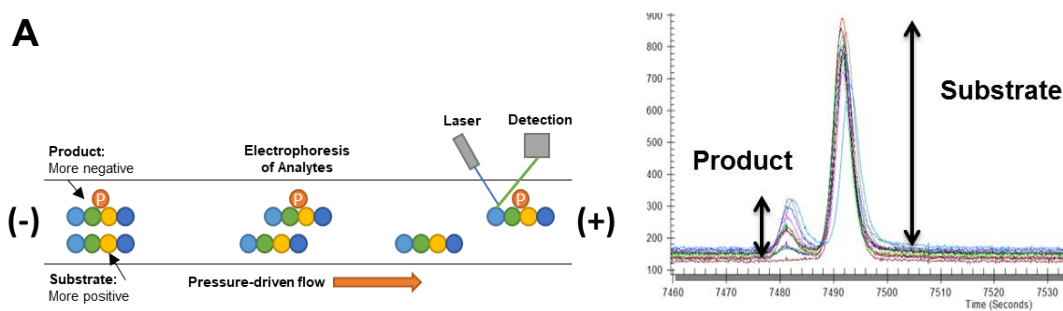 A
Product:
More negative
P
Electrophoresis
of Analytes
P
Laser
Detection
P
(-)
(+)
Substrate:
More positive
Pressure-driven flow
900
800
700
600
500
400
300
200
100
Product
Substrate
7460 7470 7480 7490 7500 7510 7520 7530
Time (Seconds)